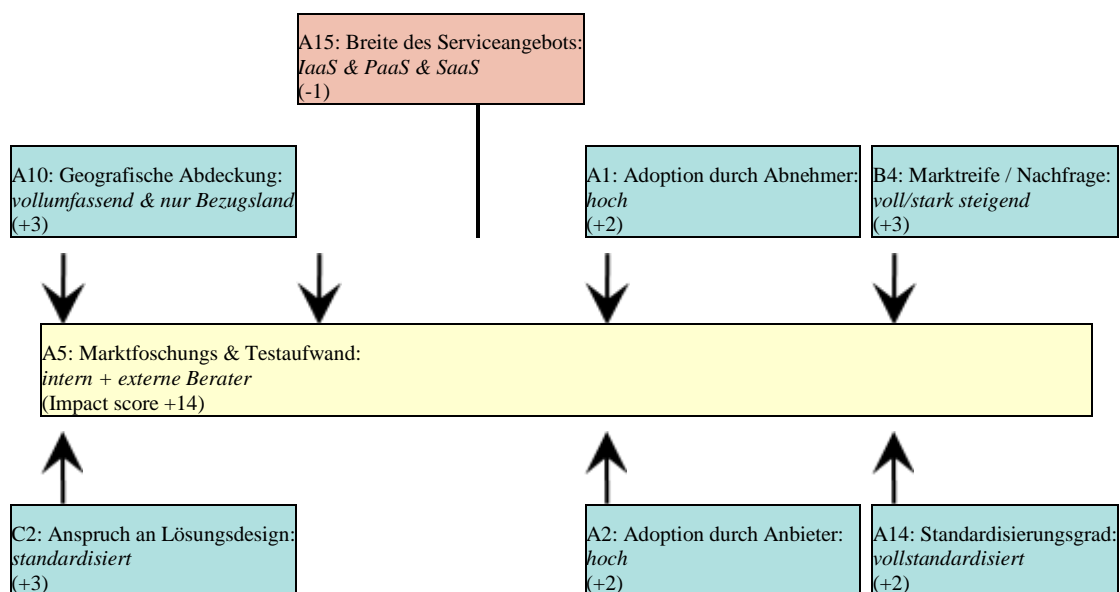 A15: Breite des Serviceangebots:
IaaS & PaaS & SaaS
(-1)
A10: Geografische Abdeckung:
vollumfassend & nur Bezugsland
(+3)
A1: Adoption durch Abnehmer:
hoch
(+2)
B4: Marktreife / Nachfrage:
voll/stark steigend
(+3)
A5: Marktfoschungs & Testaufwand:
intern + externe Berater
(Impact score +14)
C2: Anspruch an Lösungsdesign:
standardisiert
(+3)
A2: Adoption durch Anbieter:
hoch
(+2)
A14: Standardisierungsgrad:
vollstandardisiert
(+2)